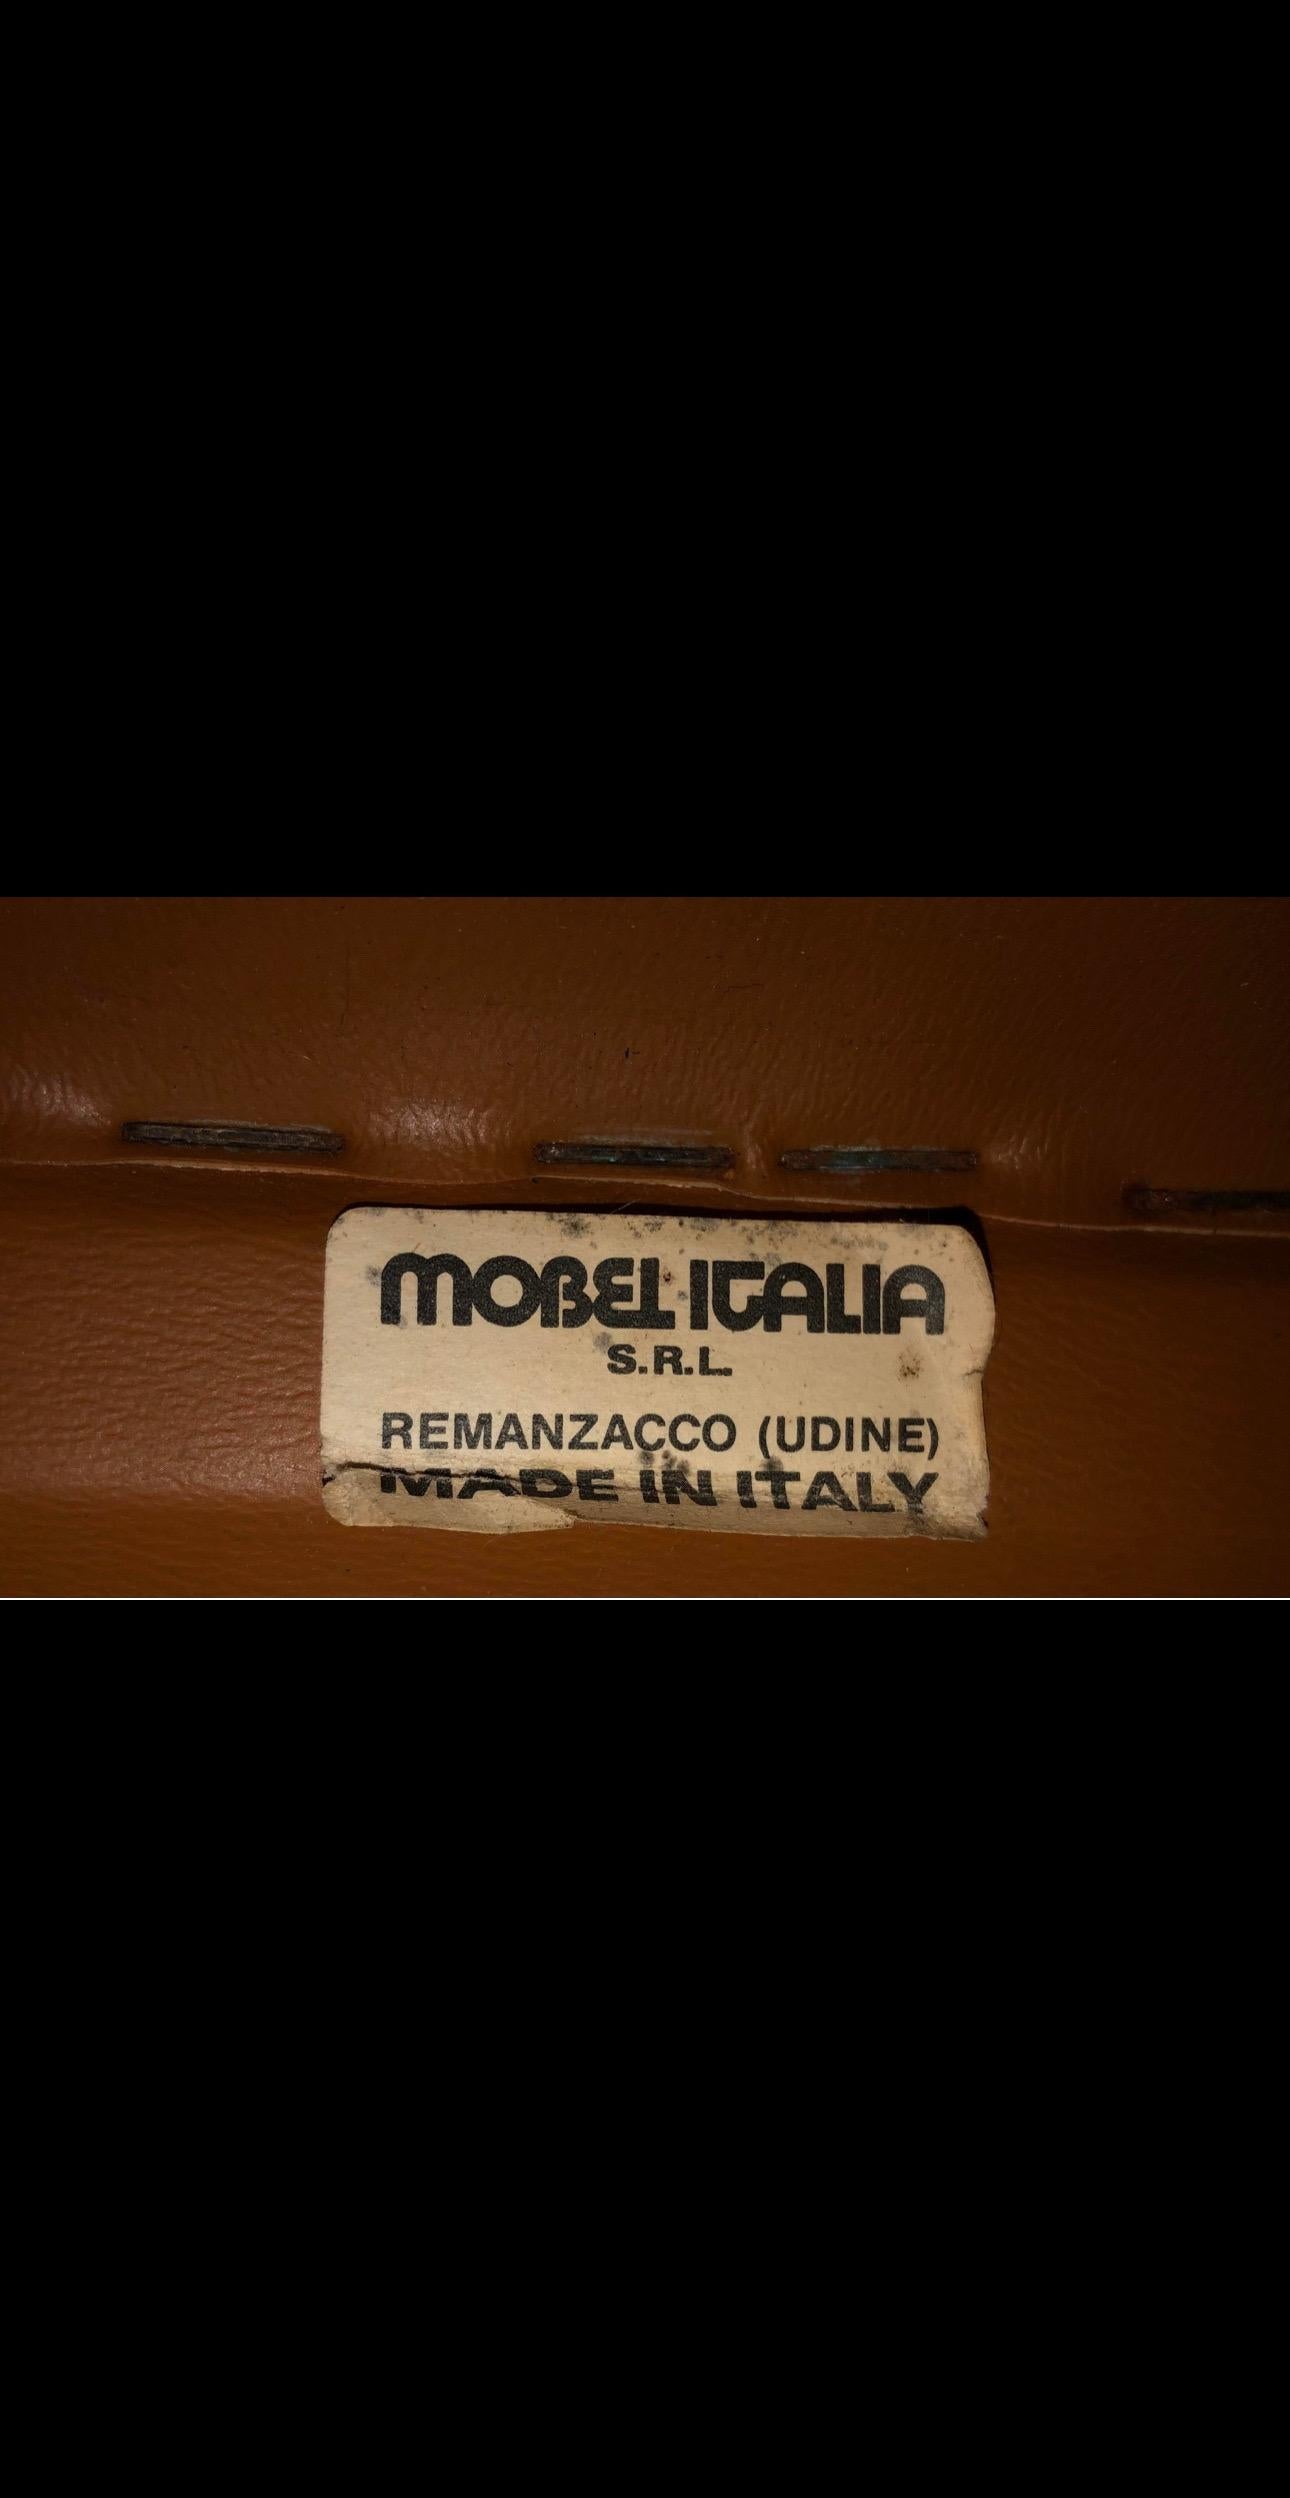 MOBEL ITALIA
S.R.L.
REMANZACCO (UDINE)
MADE IN ITALY